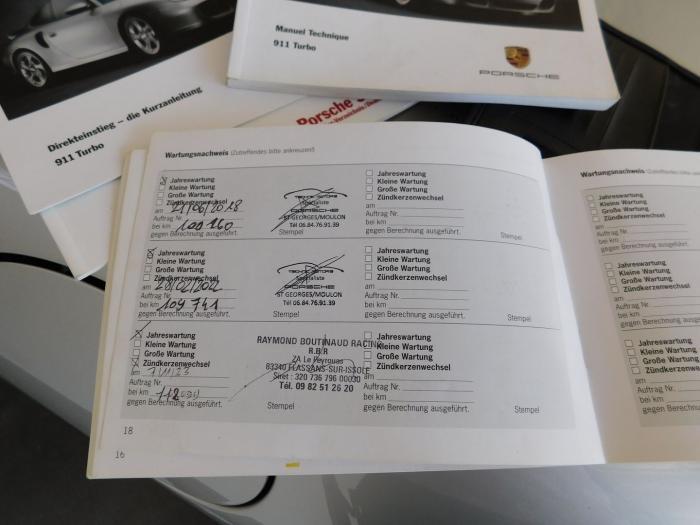 Manuel Technique
911 Turbo
PORSCHE
Direkteinstieg – die Kurzanleitung
911 Turbo
Porsche
Wartungsnachweis (Zutreffendes bitte ankreuzen!)
Jahreswartung
Kleine Wartung
Große Wartung
Zündkerzenwechsel
am 21/06/2018
Auftrag Nr.
bei km 100160
gegen Berechnung ausgeführt.
Spécialiste
PORSCHE
ST GEORGES/MOULON
Tél 06.84.76.91.39
Stempel
Jahreswartung
Kleine Wartung
Große Wartung
Zündkerzenwechsel
am
Auftrag Nr.
bei km
gegen Berechnung ausgeführt.
Stempel
Jahreswartung
Kleine Wartung
Große Wartung
Zündkerzenwechsel
am 28/02/2022
Auftrag Nr.
bei km 109741
gegen Berechnung ausgeführt.
Spécialiste
PORSCHE
ST GEORGES/MOULON
Tél 06.84.76.91.39
Stempel
Jahreswartung
Kleine Wartung
Große Wartung
Zündkerzenwechsel
am
Auftrag Nr.
bei km
gegen Berechnung ausgeführt.
Stempel
Jahreswartung
Kleine Wartung
Große Wartung
Zündkerzenwechsel
am
Auftrag Nr.
bei km
gegen Berechnung ausgeführt.
RAYMOND BOUTINAUD RACING
R.B.R
ZA Le Peyrouas
83340 FLASSANS-SUR-ISSOLE
Siret : 320 736 796 00030
Tél. 09 82 51 26 20
Stempel
Jahreswartung
Kleine Wartung
Große Wartung
Zündkerzenwechsel
am
Auftrag Nr.
bei km
gegen Berechnung ausgeführt.
Stempel
18
16
Wartungsnachweis
Jahreswartung
Kleine Wartung
Große Wartung
Zündkerzenwechsel
am
Auftrag Nr.
bei km
gegen Berechnung ausgeführt.
Jahreswartung
Kleine Wartung
Große Wartung
Zündkerzenwechsel
am
Auftrag Nr.
bei km
gegen Berechnung ausgeführt.
Jahreswartung
Kleine Wartung
Große Wartung
Zündkerzenwechsel
am
Auftrag Nr.
bei km
gegen Berechnung